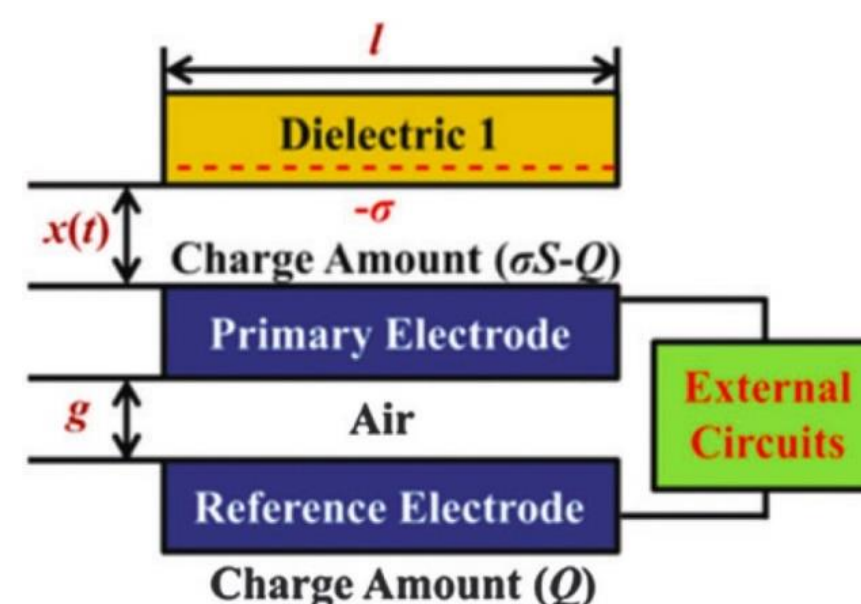 l
Dielectric 1
-σ
x(t)
Charge Amount (σS-Q)
Primary Electrode
g
Air
External
Circuits
Reference Electrode
Charge Amount (Q)